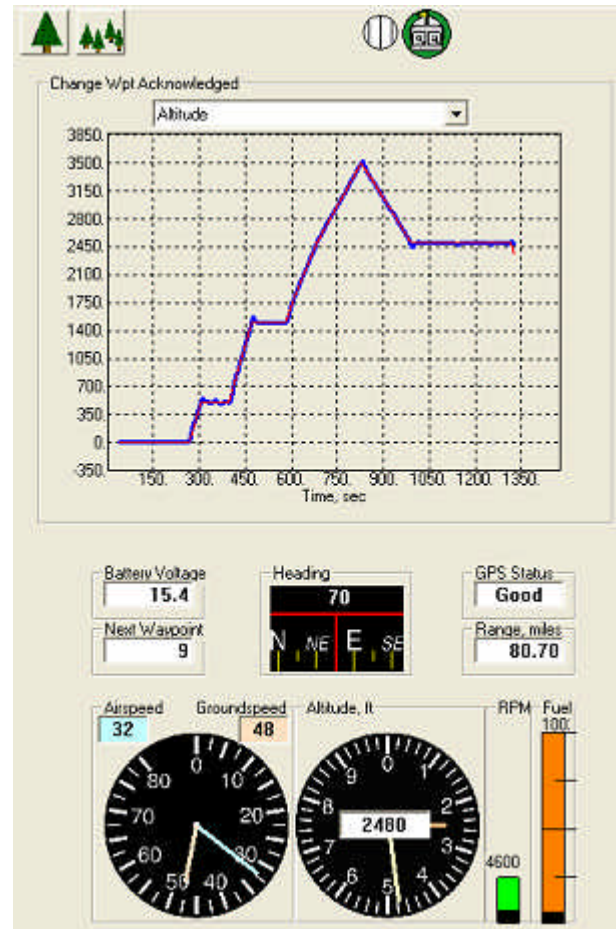 Change Wpt Acknowledged
Altitude
3850.
3500.
3150.
2800.
2450.
2100.
1750.
1400.
1050.
700.
350.
0.
-350.
150. 300. 450. 600. 750. 900. 1050. 1200. 1350.
Time, sec
Battery Voltage
15.4
Heading
70
N NE E SE
GPS Status
Good
Next Waypoint
9
Range, miles
80.70
Airspeed
32
Groundspeed
48
0 10 20 30 40 50 60 70 80
Altitude, ft
0 1 2 3 4 5 6 7 8 9
2480
RPM
4600
Fuel